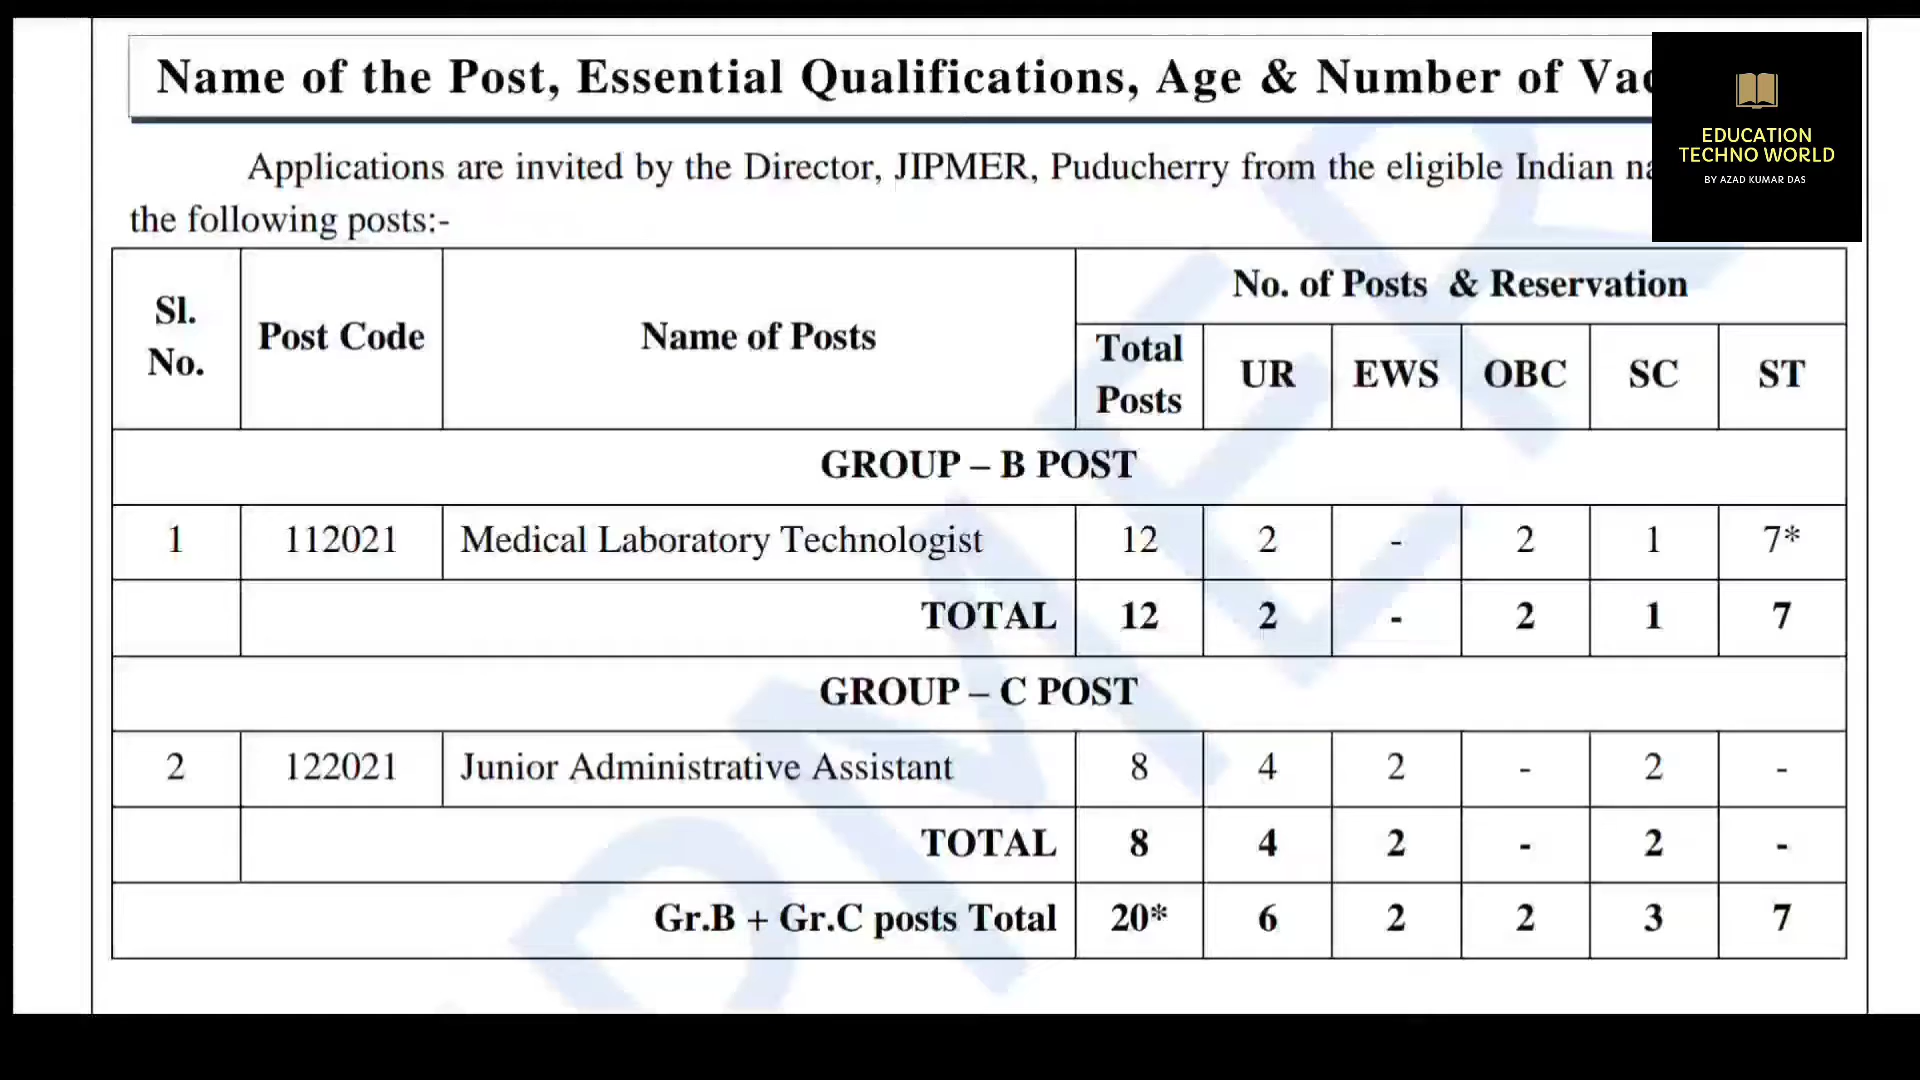 Name of the Post, Essential Qualifications, Age & Number of
EDUCATION
TECHNO WORLD
BY AZAD KUMAR DAS
Applications are invited by the Director, JIPMER, Puducherry from the eligible Indian
the following posts:-
Sl. No. Post Code Name of Posts No. of Posts & Reservation
Total Posts UR EWS OBC SC ST
GROUP – B POST
1 112021 Medical Laboratory Technologist 12 2 - 2 1 7*
TOTAL 12 2 - 2 1 7
GROUP – C POST
2 122021 Junior Administrative Assistant 8 4 2 - 2 -
TOTAL 8 4 2 - 2 -
Gr.B + Gr.C posts Total 20* 6 2 2 3 7